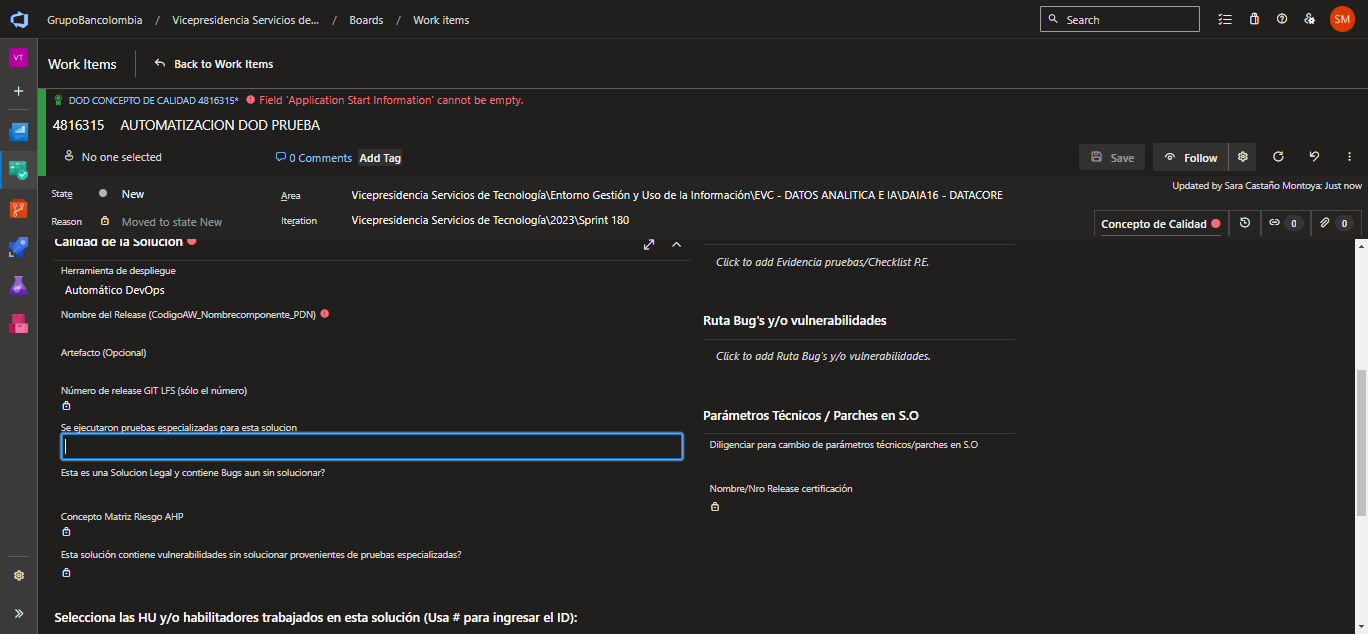 GrupoBancolombia / Vicepresidencia Servicios de... / Boards / Work items
Search
SM
VT
Work Items
Back to Work Items
DOD CONCEPTO DE CALIDAD 4816315* Field 'Application Start Information' cannot be empty.
4816315 AUTOMATIZACION DOD PRUEBA
No one selected
0 Comments
Add Tag
Save
Follow
State
New
Area
Vicepresidencia Servicios de Tecnología\Entorno Gestión y Uso de la Información\EVC - DATOS ANALITICA E IA\DAIA16 - DATACORE
Updated by Sara Castaño Montoya: Just now
Reason
Moved to state New
Iteration
Vicepresidencia Servicios de Tecnología\2023\Sprint 180
Concepto de Calidad
0
0
Calidad de la Solución
Herramienta de despliegue
Automático DevOps
Nombre del Release (CodigoAW_Nombrecomponente_PDN)
Artefacto (Opcional)
Número de release GIT LFS (sólo el número)
Se ejecutaron pruebas especializadas para esta solucion
Esta es una Solucion Legal y contiene Bugs aun sin solucionar?
Concepto Matriz Riesgo AHP
Esta solución contiene vulnerabilidades sin solucionar provenientes de pruebas especializadas?
Selecciona las HU y/o habilitadores trabajados en esta solución (Usa # para ingresar el ID):
Click to add Evidencia pruebas/Checklist P.E.
Ruta Bug's y/o vulnerabilidades
Click to add Ruta Bug's y/o vulnerabilidades.
Parámetros Técnicos / Parches en S.O
Diligenciar para cambio de parámetros técnicos/parches en S.O
Nombre/Nro Release certificación